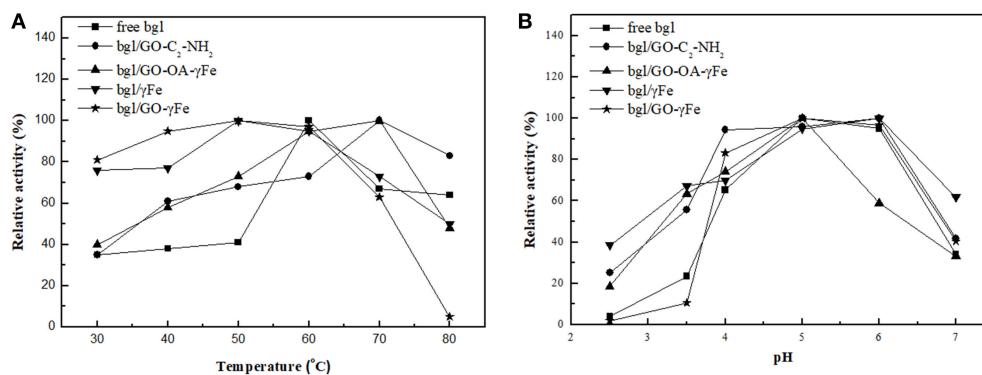 A
free bgl
bgl/GO-C₂-NH₂
bgl/GO-OA-γFe
bgl/γFe
bgl/GO-γFe
Relative activity (%)
140
120
100
80
60
40
20
0
30 40 50 60 70 80
Temperature (°C)
B
free bgl
bgl/GO-C₂-NH₂
bgl/GO-OA-γFe
bgl/γFe
bgl/GO-γFe
Relative activity (%)
140
120
100
80
60
40
20
0
2 3 4 5 6 7
pH